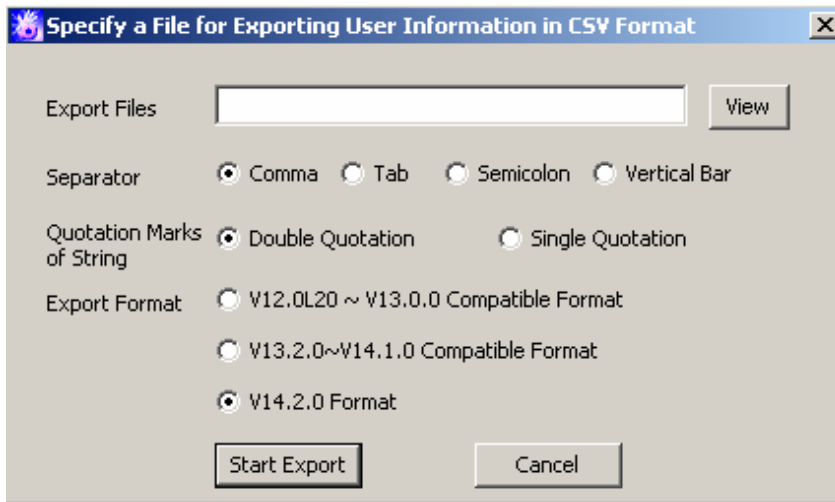 Specify a File for Exporting User Information in CSV Format
Export Files View
Separator Comma Tab Semicolon Vertical Bar
Quotation Marks
of String Double Quotation Single Quotation
Export Format V12.0L20 ~ V13.0.0 Compatible Format
V13.2.0~V14.1.0 Compatible Format
V14.2.0 Format
Start Export Cancel